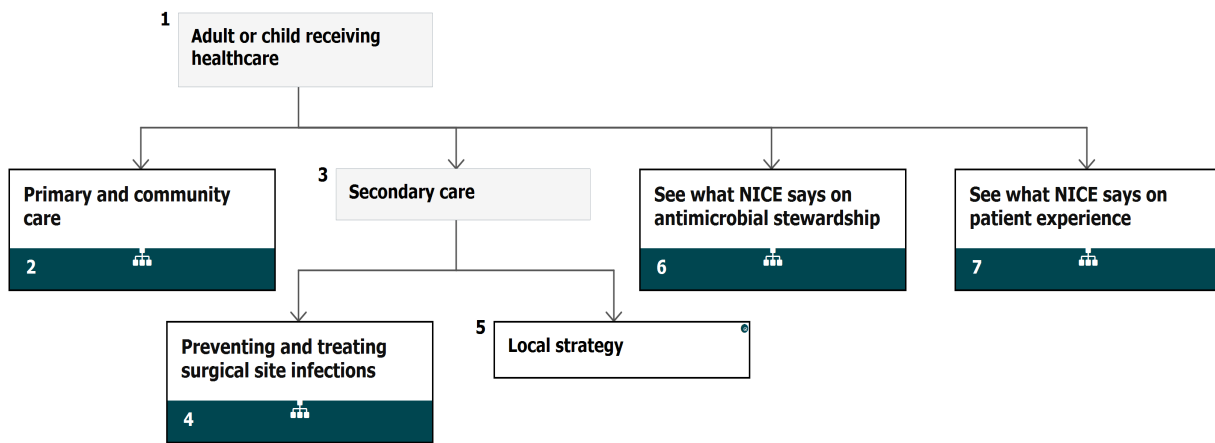 1
Adult or child receiving
healthcare
Primary and community
care
2
3
Secondary care
See what NICE says on
antimicrobial stewardship
6
See what NICE says on
patient experience
7
Preventing and treating
surgical site infections
4
5
Local strategy